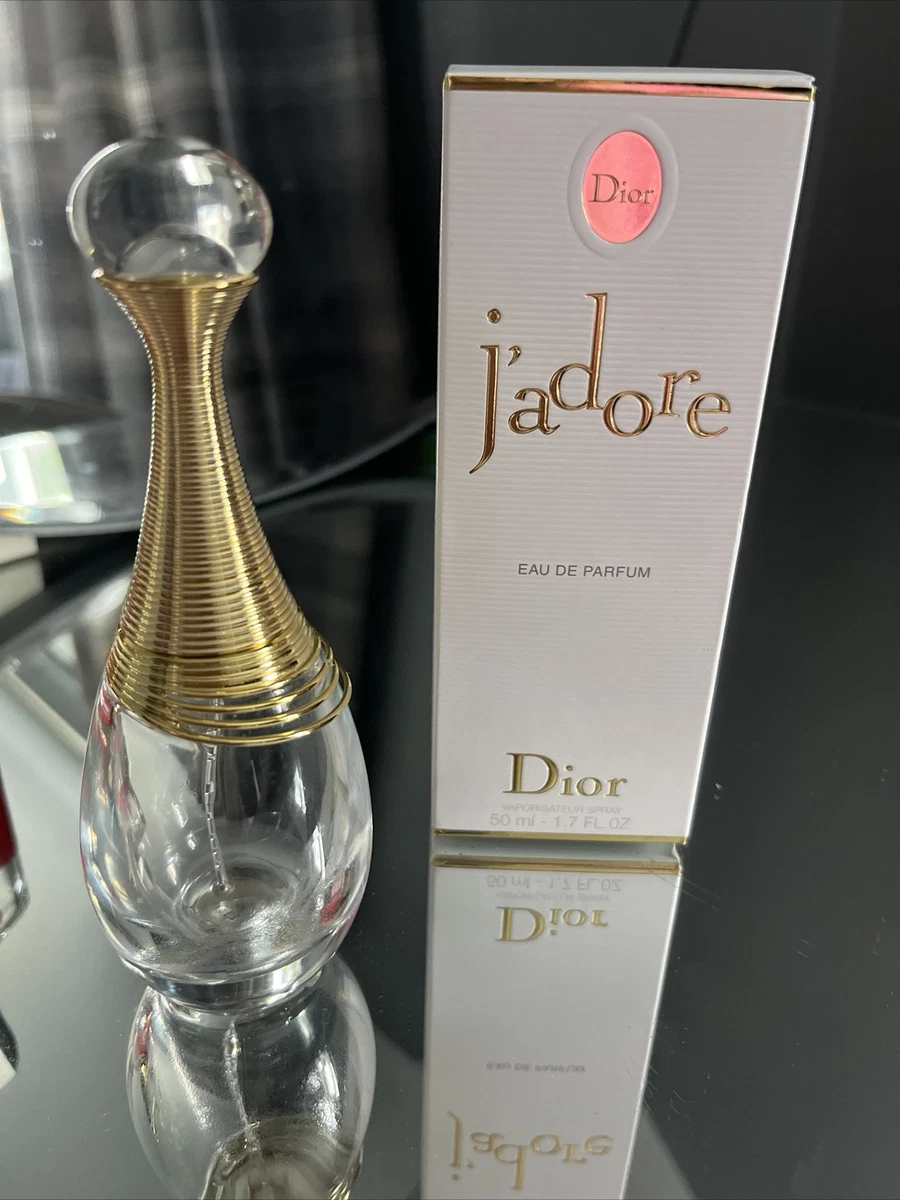 Dior
j'adore
EAU DE PARFUM
Dior
VAPORISATEUR SPRAY
50 ml - 1.7 FL.OZ